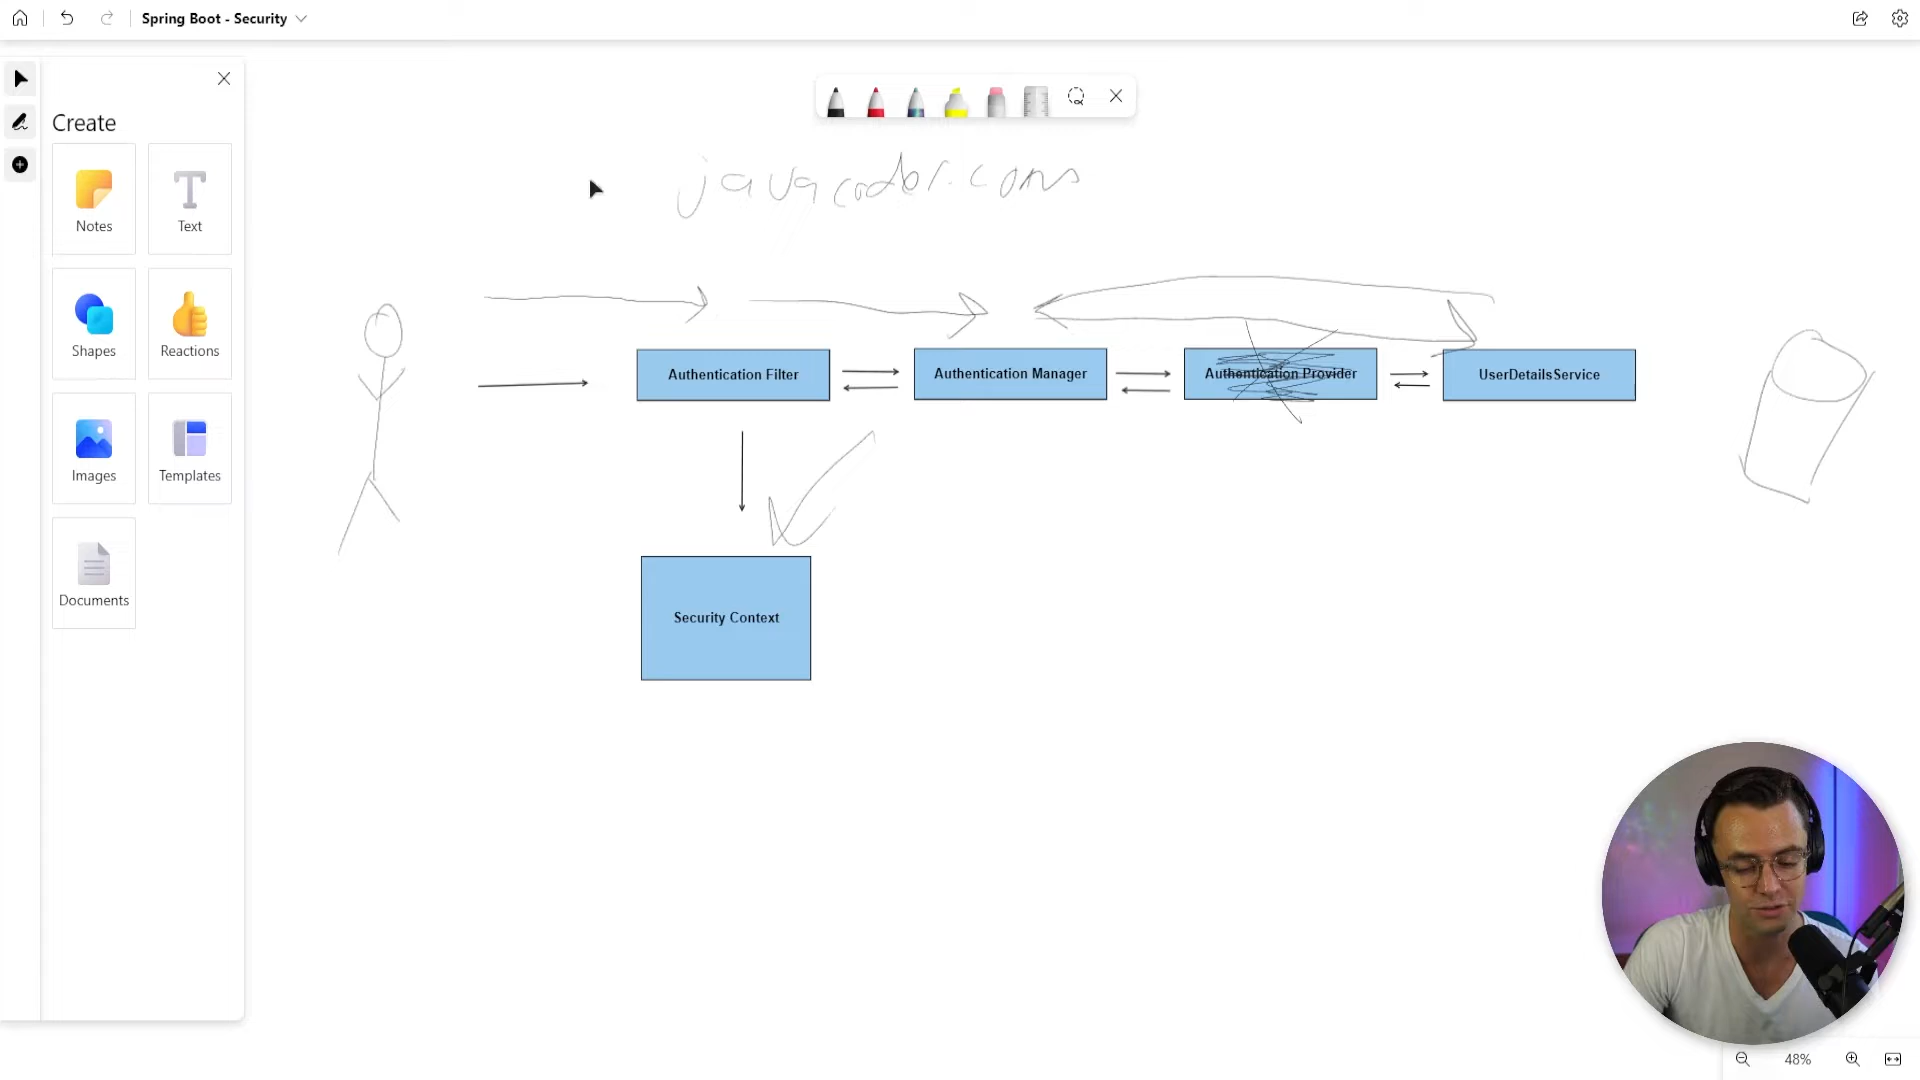 Spring Boot - Security
Create
Notes
Text
Shapes
Reactions
Images
Templates
Documents
javacoder.com
Authentication Filter
Authentication Manager
Authentication Provider
UserDetailsService
Security Context
48%